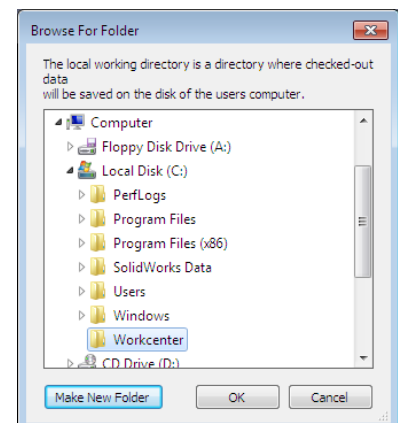 Browse For Folder
The local working directory is a directory where checked-out
data
will be saved on the disk of the users computer.
Computer
Floppy Disk Drive (A:)
Local Disk (C:)
PerfLogs
Program Files
Program Files (x86)
SolidWorks Data
Users
Windows
Workcenter
CD Drive (D:)
Make New Folder OK Cancel